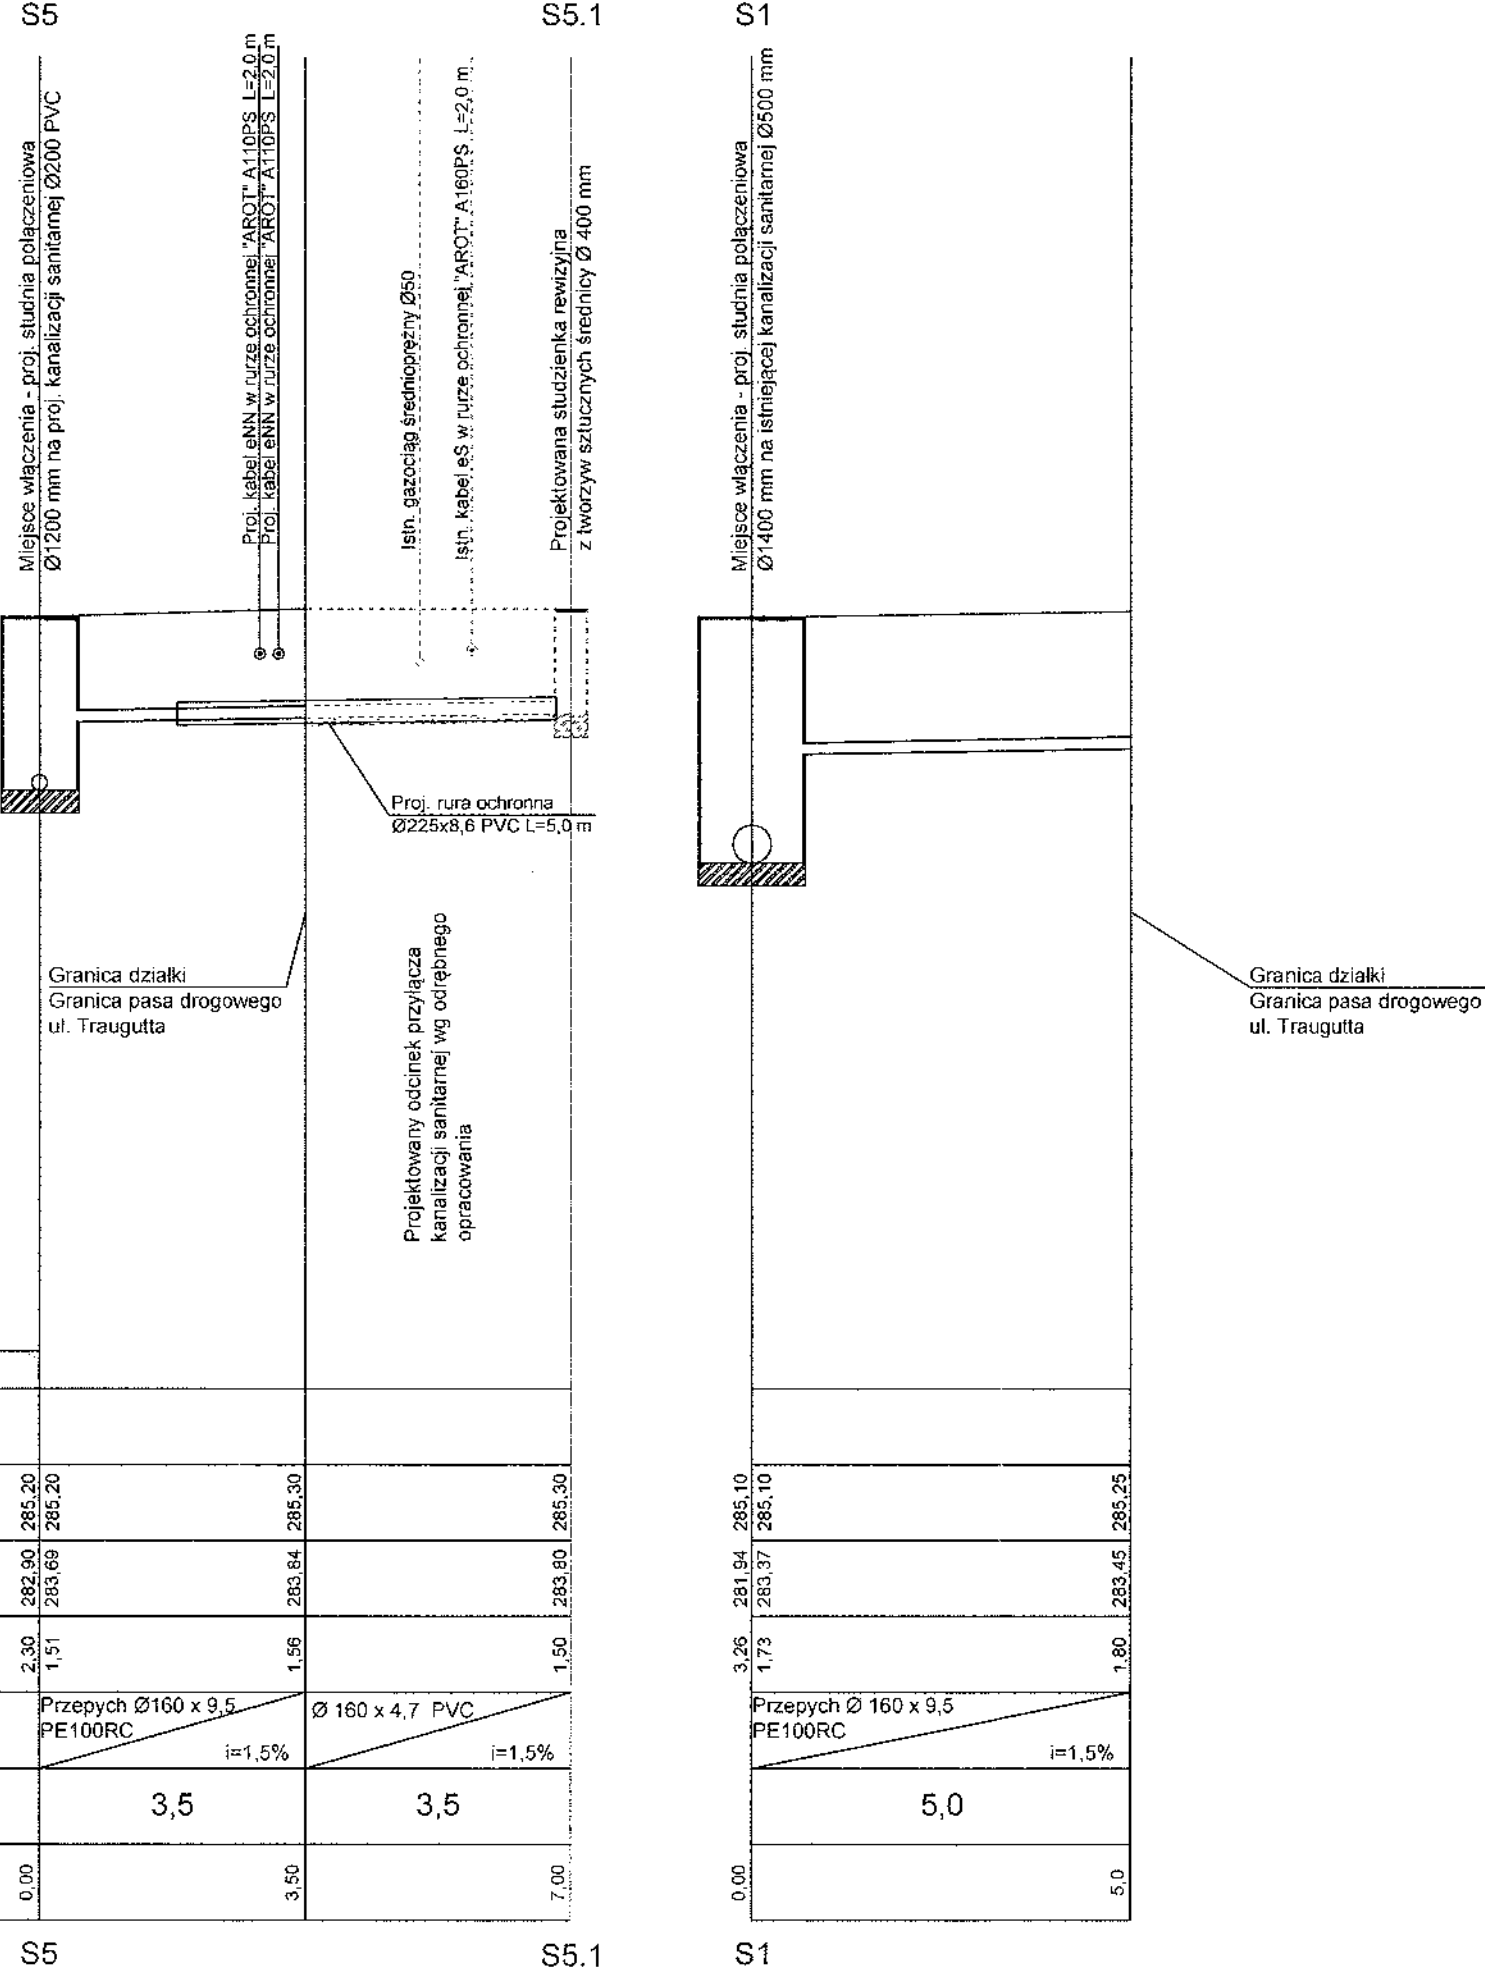 S5
S5.1
S1
Miejsce włączenia - proj. studnia połączeniowa
Ø1200 mm na proj. kanalizacji sanitarnej Ø200 PVC
Proj. kabel eNN w rurze ochronnej "AROT" A110PS L=2,0 m
Proj. kabel eNN w rurze ochronnej "AROT" A110PS L=2,0 m
Istn. gazociąg średnioprężny Ø50
Istn. kabel eS w rurze ochronnej "AROT" A160PS L=2,0 m
Projektowana studzienka rewizyjna
z tworzyw sztucznych średnicy Ø 400 mm
Miejsce włączenia - proj. studnia połączeniowa
Ø1400 mm na istniejącej kanalizacji sanitarnej Ø500 mm
Proj. rura ochronna
Ø225x8,6 PVC L=5,0 m
Granica działki
Granica pasa drogowego
ul. Traugutta
Projektowany odcinek przyłącza
kanalizacji sanitarnej wg odrębnego
opracowania
Granica działki
Granica pasa drogowego
ul. Traugutta
285,20
285,20
285,30
285,30
285,10
285,10
285,25
282,90
283,69
283,84
283,80
281,94
283,37
283,45
2,30
1,51
1,56
1,50
3,26
1,73
1,80
Przepych Ø160 x 9,5
PE100RC
i=1,5%
Ø 160 x 4,7 PVC
i=1,5%
Przepych Ø 160 x 9,5
PE100RC
i=1,5%
3,5
3,5
5,0
0,00
3,50
7,00
0,00
5,0
S5
S5.1
S1